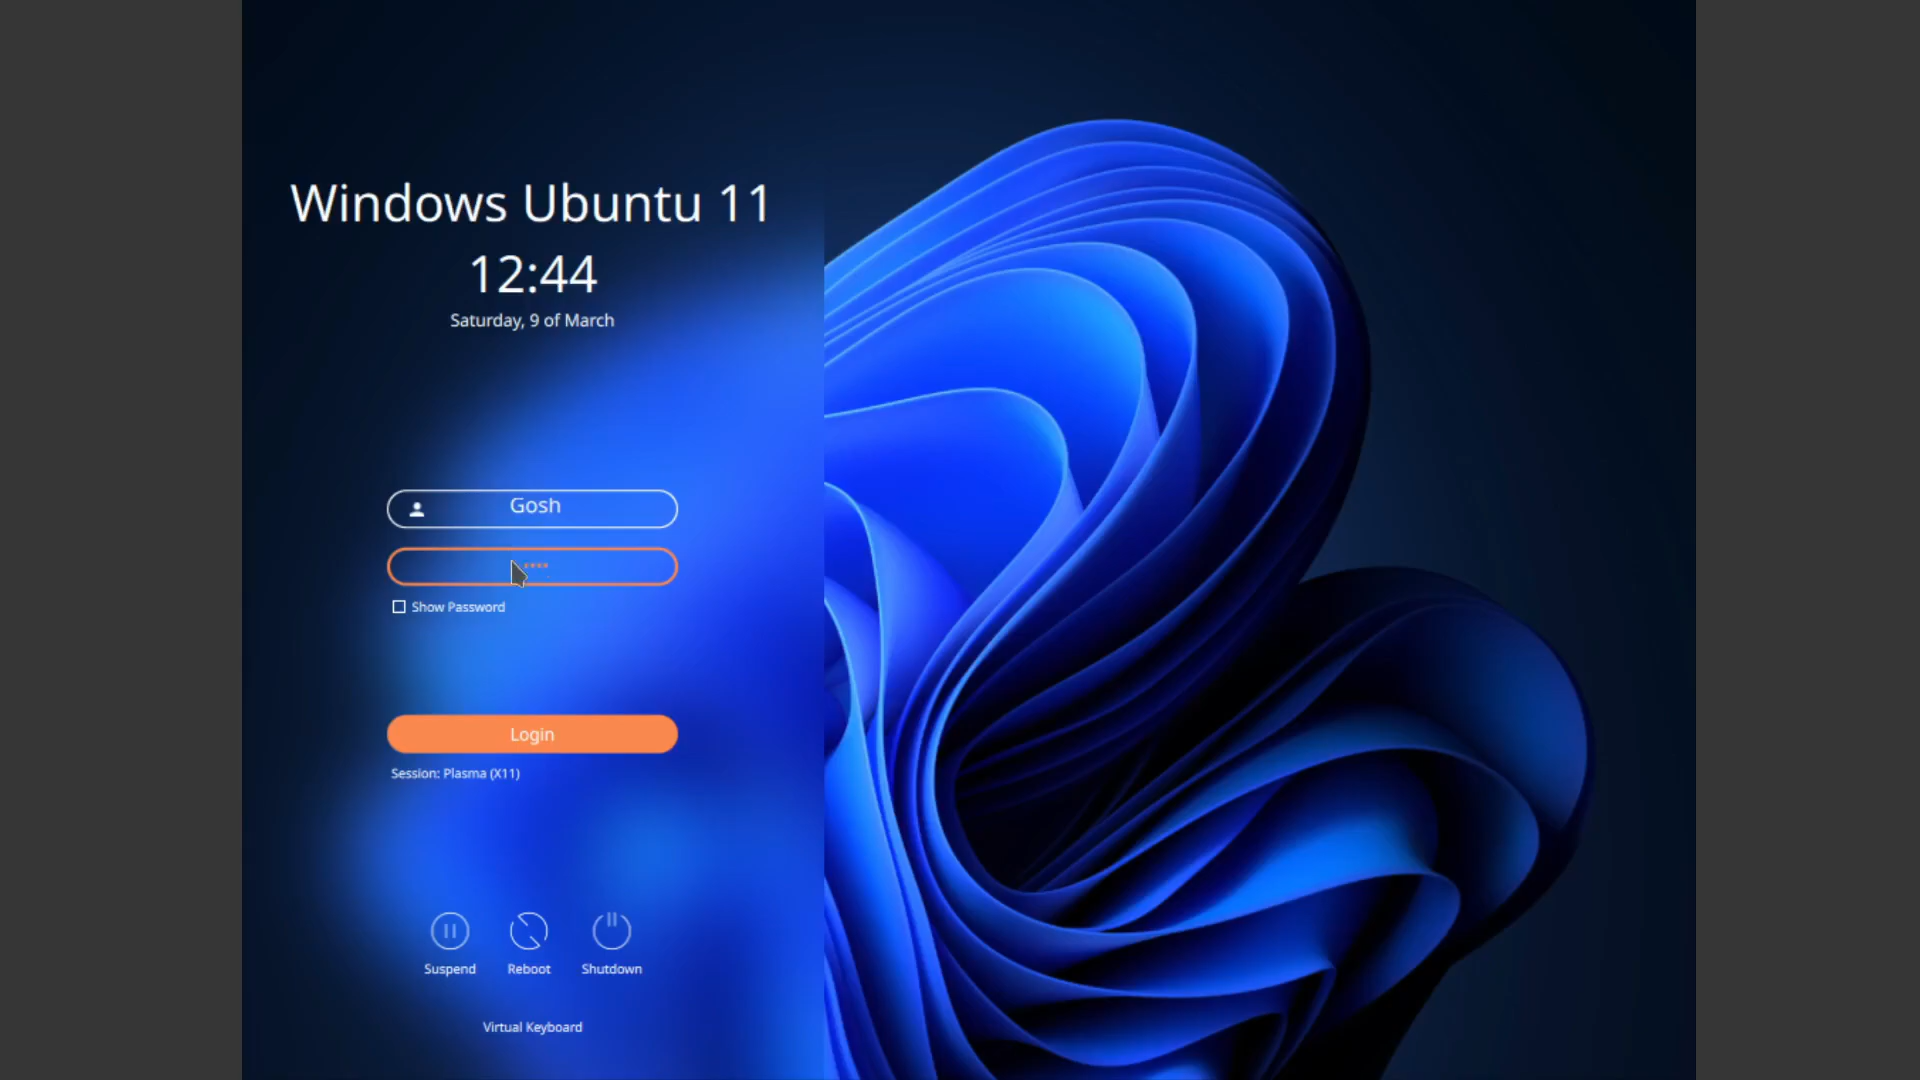 Windows Ubuntu 11
12:44
Saturday, 9 of March
Gosh
****
Show Password
Login
Session: Plasma (X11)
Suspend Reboot Shutdown
Virtual Keyboard